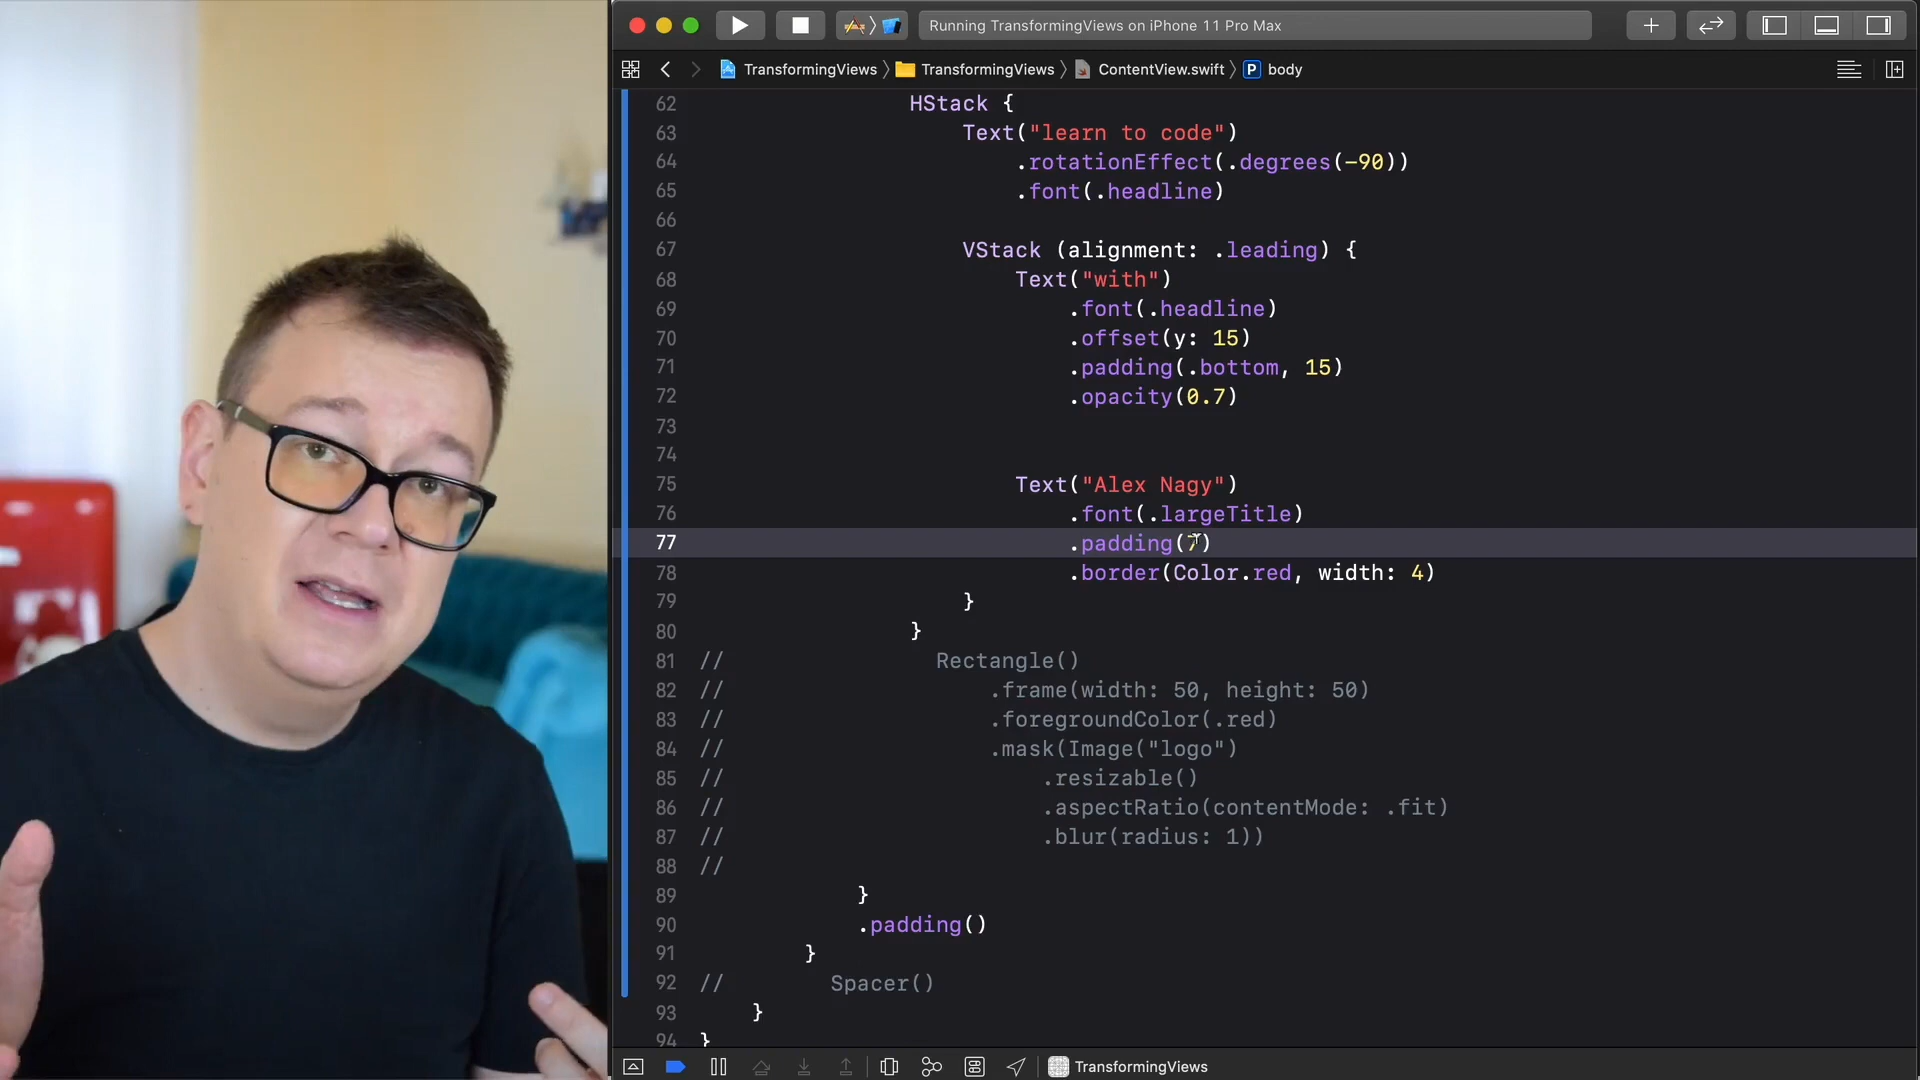 Running TransformingViews on iPhone 11 Pro Max
TransformingViews TransformingViews ContentView.swift P body
62 HStack {
63 Text("learn to code")
64 .rotationEffect(.degrees(-90))
65 .font(.headline)
66
67 VStack (alignment: .leading) {
68 Text("with")
69 .font(.headline)
70 .offset(y: 15)
71 .padding(.bottom, 15)
72 .opacity(0.7)
73
74
75 Text("Alex Nagy")
76 .font(.largeTitle)
77 .padding(7)
78 .border(Color.red, width: 4)
79 }
80 }
81 // Rectangle()
82 // .frame(width: 50, height: 50)
83 // .foregroundColor(.red)
84 // .mask(Image("logo")
85 // .resizable()
86 // .aspectRatio(contentMode: .fit)
87 // .blur(radius: 1))
88 //
89 }
90 .padding()
91 }
92 // Spacer()
93 }
94 }
TransformingViews